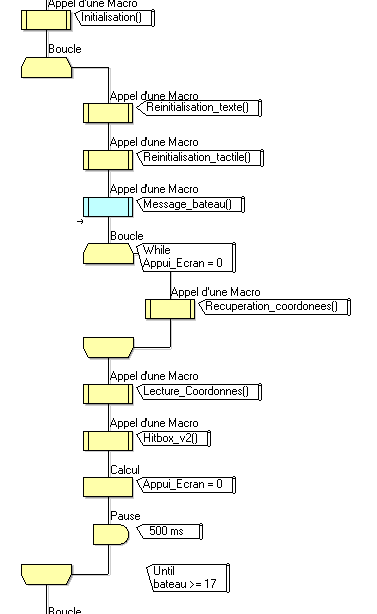 Appel d'une Macro
Initialisation()
Boucle
Appel d'une Macro
Reinitialisation_texte()
Appel d'une Macro
Reinitialisation_tactile()
Appel d'une Macro
Message_bateau()
Boucle
While
Appui_Ecran = 0
Appel d'une Macro
Recuperation_coordonees()
Appel d'une Macro
Lecture_Coordonnes()
Appel d'une Macro
Hitbox_v2()
Calcul
Appui_Ecran = 0
Pause
500 ms
Until
bateau >= 17
Boucle